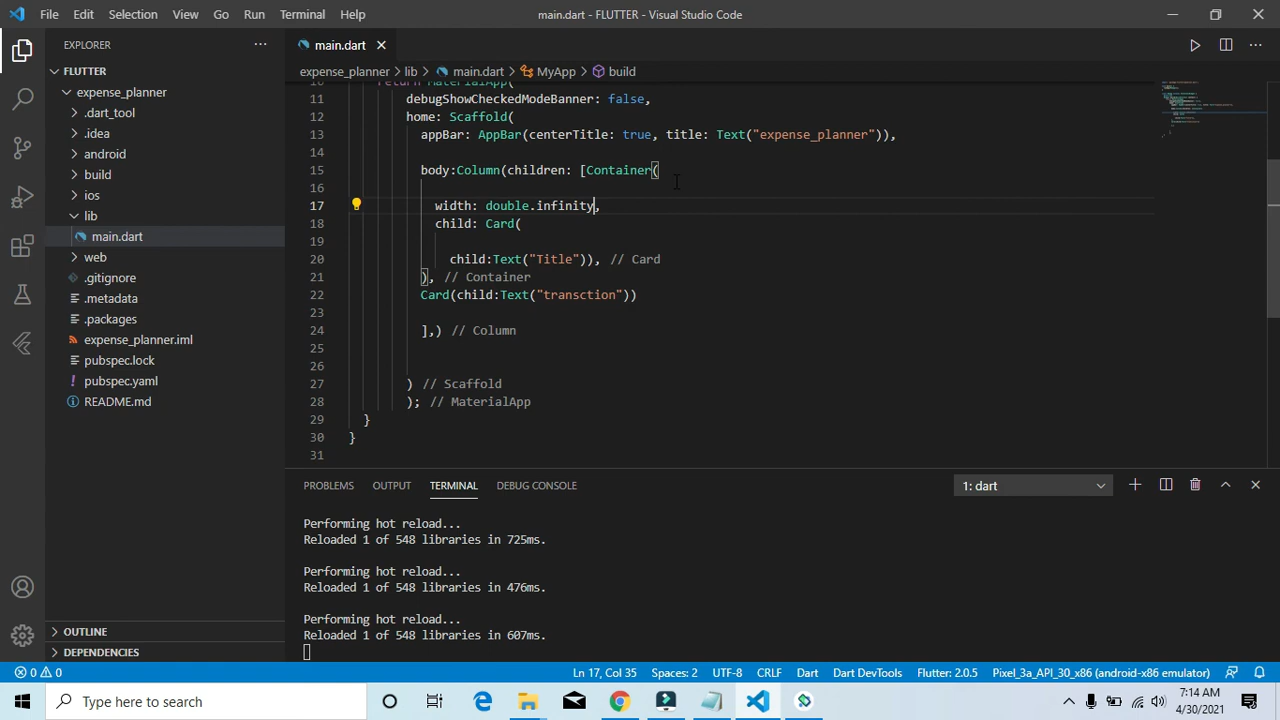 File Edit Selection View Go Run Terminal Help
main.dart - FLUTTER - Visual Studio Code
EXPLORER
FLUTTER
expense_planner
.dart_tool
.idea
android
build
ios
lib
main.dart
web
.gitignore
.metadata
.packages
expense_planner.iml
pubspec.lock
pubspec.yaml
README.md
OUTLINE
DEPENDENCIES
main.dart
expense_planner > lib > main.dart > MyApp > build
10 return MaterialApp(
11 debugShowCheckedModeBanner: false,
12 home: Scaffold(
13 appBar: AppBar(centerTitle: true, title: Text("expense_planner")),
14
15 body:Column(children: [Container(
16
17 width: double.infinity,
18 child: Card(
19
20 child:Text("Title")), // Card
21 ), // Container
22 Card(child:Text("transction"))
23
24 ],) // Column
25
26
27 ) // Scaffold
28 ); // MaterialApp
29 }
30 }
31
PROBLEMS OUTPUT TERMINAL DEBUG CONSOLE
1: dart
Performing hot reload...
Reloaded 1 of 548 libraries in 725ms.
Performing hot reload...
Reloaded 1 of 548 libraries in 476ms.
Performing hot reload...
Reloaded 1 of 548 libraries in 607ms.
0 0
Ln 17, Col 35 Spaces: 2 UTF-8 CRLF Dart Dart DevTools Flutter: 2.0.5 Pixel_3a_API_30_x86 (android-x86 emulator)
Type here to search
7:14 AM
4/30/2021